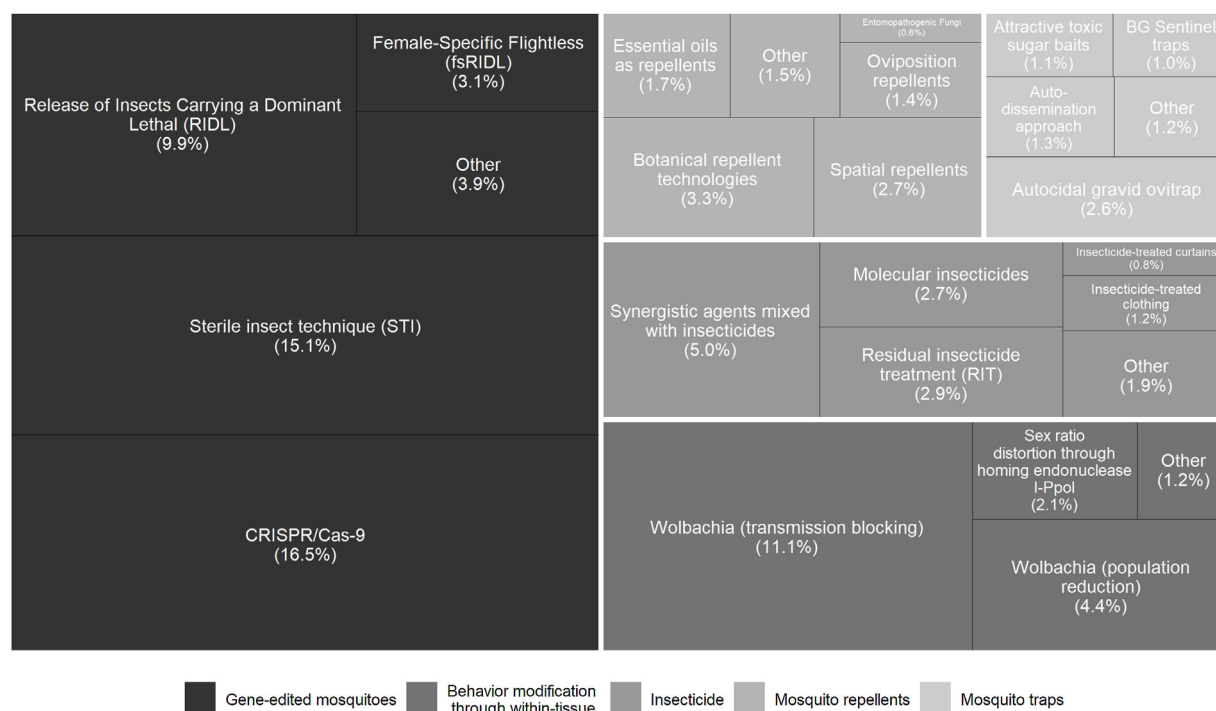 Release of Insects Carrying a Dominant
Lethal (RIDL)
(9.9%)
Female-Specific Flightless
(fsRIDL)
(3.1%)
Other
(3.9%)
Sterile insect technique (STI)
(15.1%)
CRISPR/Cas-9
(16.5%)
Essential oils
as repellents
(1.7%)
Other
(1.5%)
Entomopathogenic Fungi
(0.6%)
Oviposition
repellents
(1.4%)
Botanical repellent
technologies
(3.3%)
Spatial repellents
(2.7%)
Attractive toxic
sugar baits
(1.1%)
BG Sentinel
traps
(1.0%)
Auto-
dissemination
approach
(1.3%)
Other
(1.2%)
Autocidal gravid ovitrap
(2.6%)
Synergistic agents mixed
with insecticides
(5.0%)
Molecular insecticides
(2.7%)
Residual insecticide
treatment (RIT)
(2.9%)
Insecticide-treated curtains
(0.8%)
Insecticide-treated
clothing
(1.2%)
Other
(1.9%)
Wolbachia (transmission blocking)
(11.1%)
Sex ratio
distortion through
homing endonuclease
I-Ppol
(2.1%)
Other
(1.2%)
Wolbachia (population
reduction)
(4.4%)
Gene-edited mosquitoes
Behavior modification
through within-tissue
Insecticide
Mosquito repellents
Mosquito traps